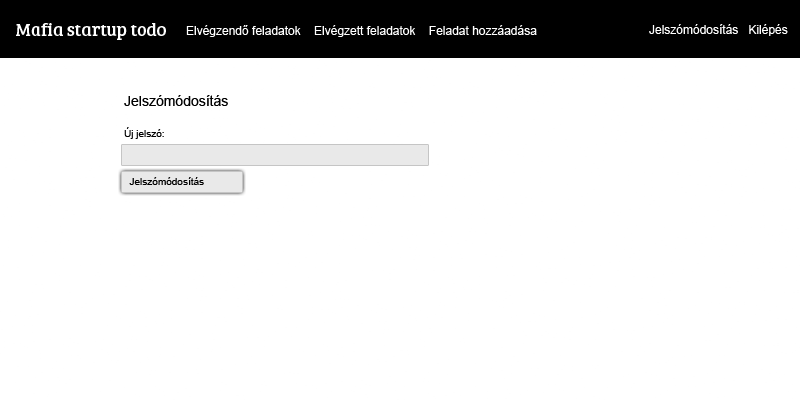 Mafia startup todo Elvégzendő feladatok Elvégzett feladatok Feladat hozzáadása Jelszómódosítás Kilépés
Jelszómódosítás
Új jelszó:
Jelszómódosítás